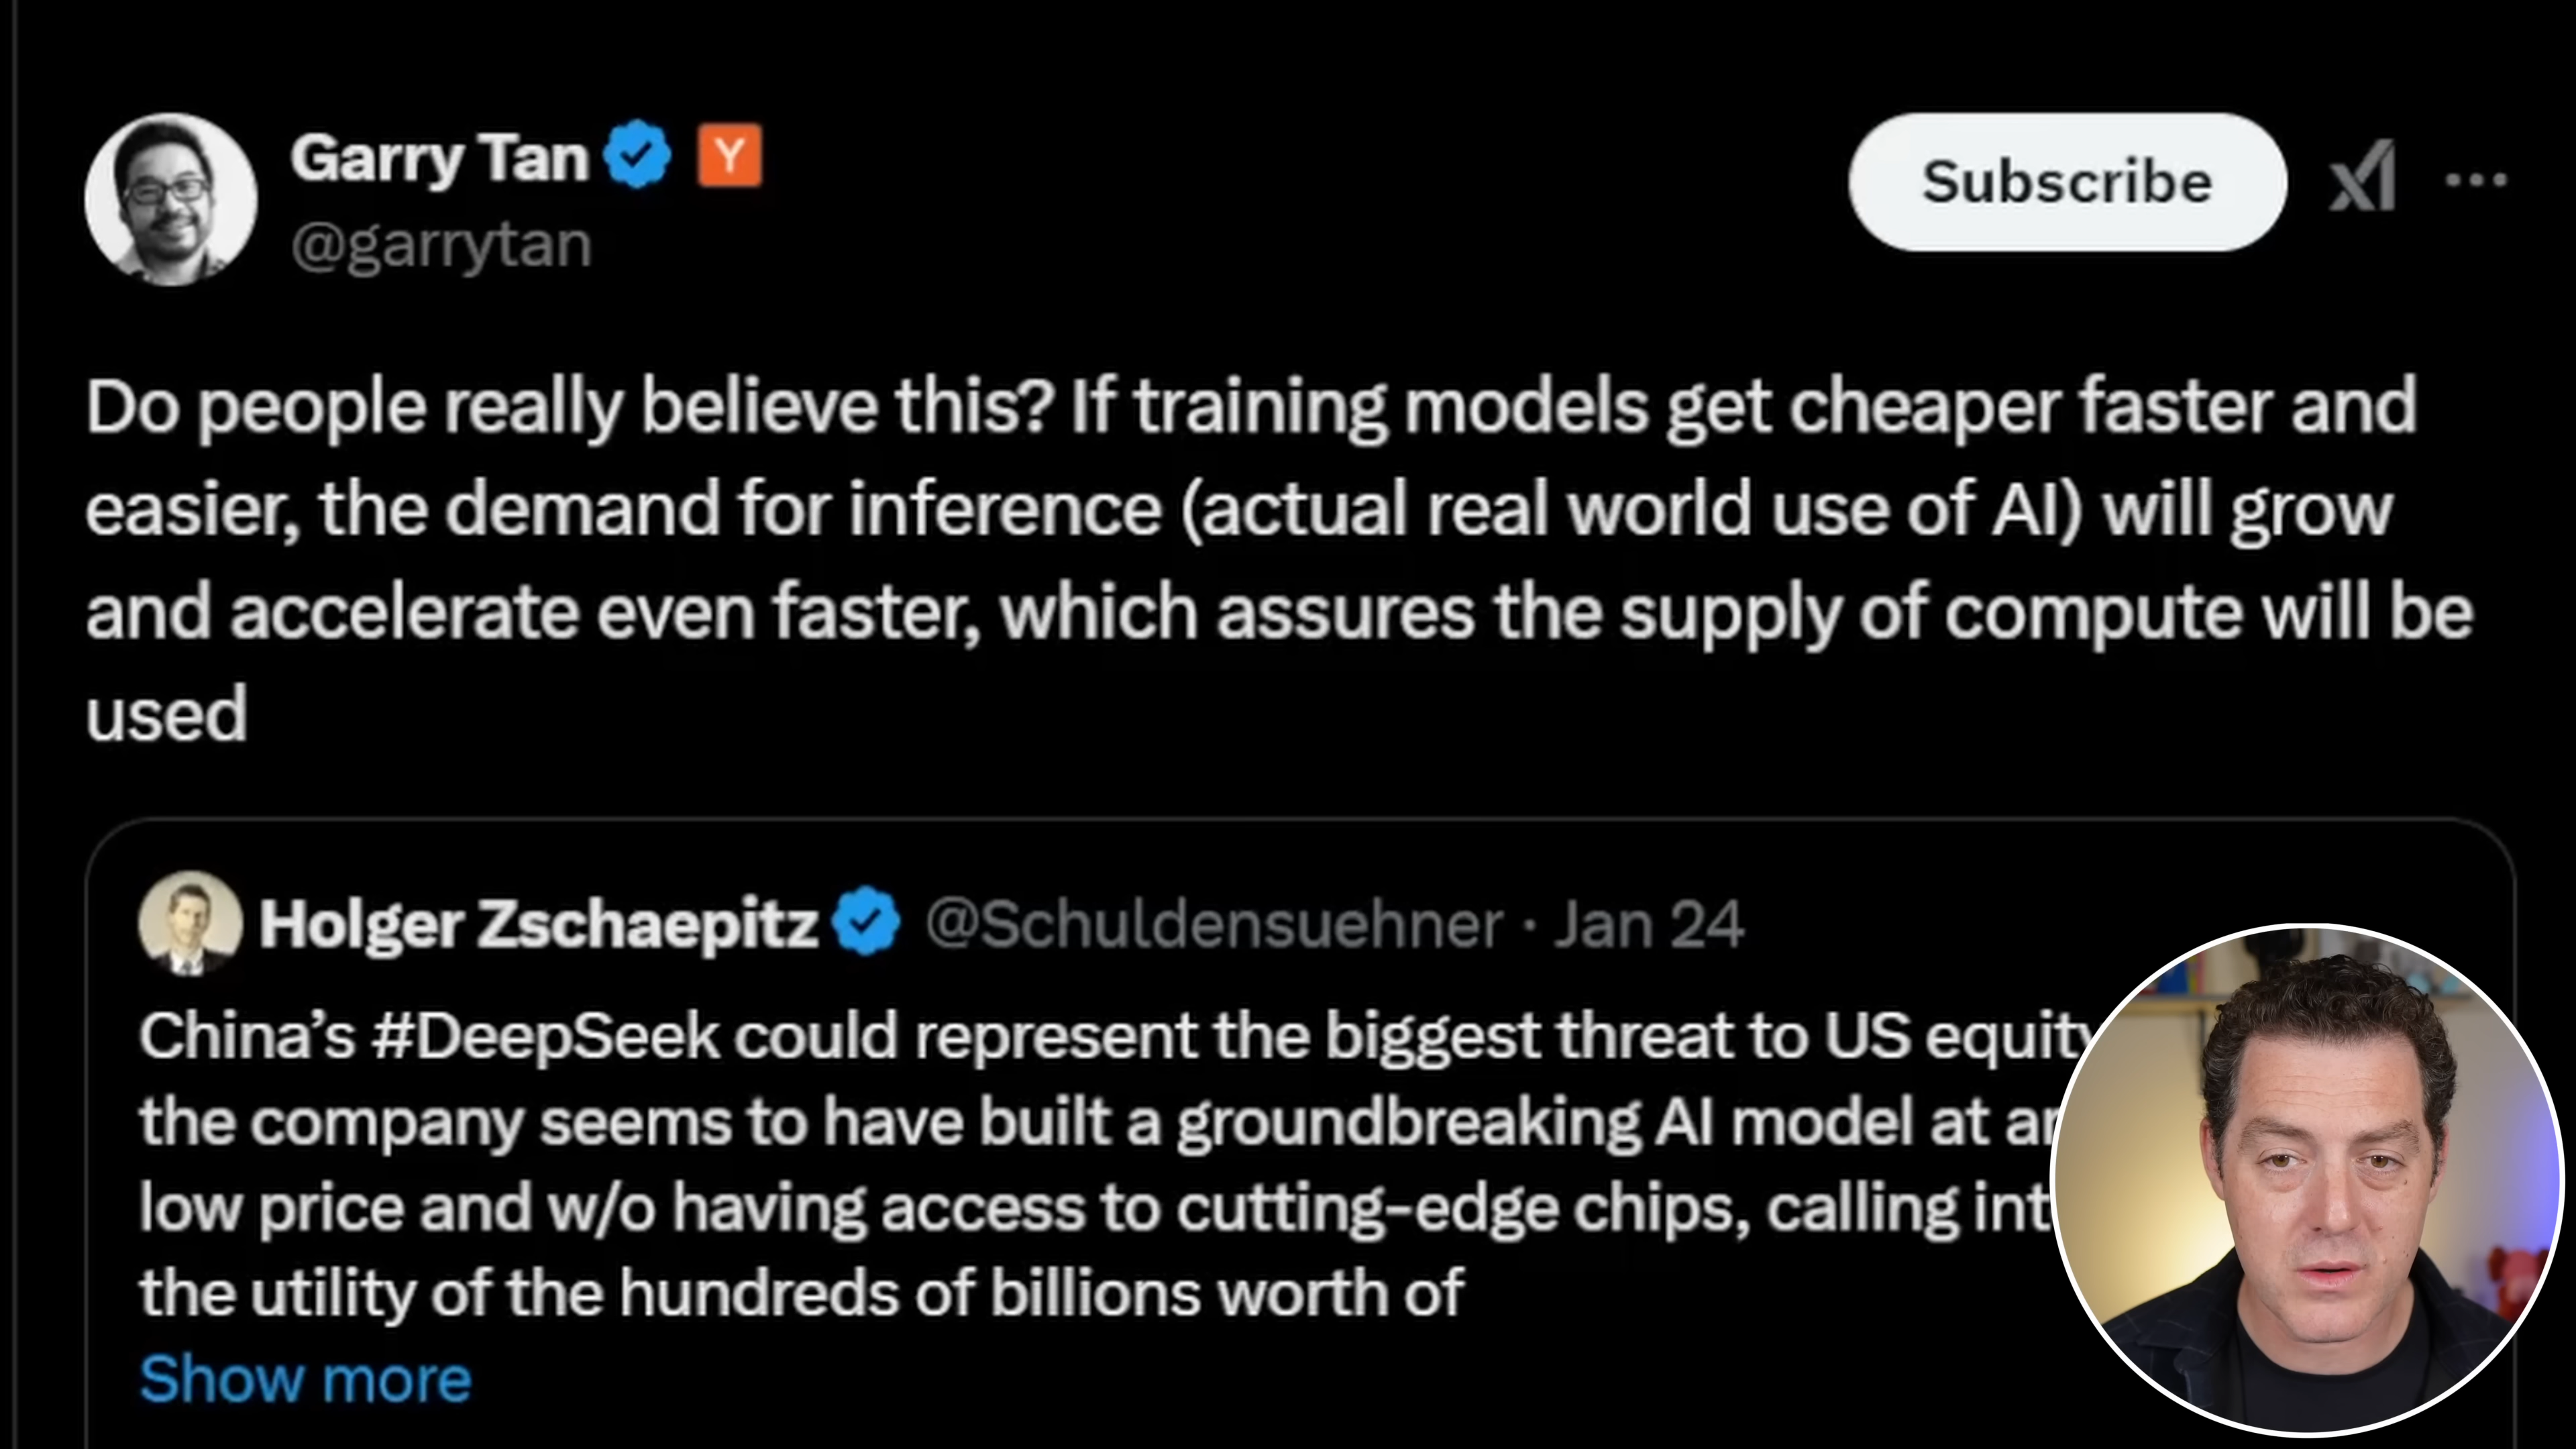 Garry Tan
Y
@garrytan
Subscribe
Do people really believe this? If training models get cheaper faster and
easier, the demand for inference (actual real world use of AI) will grow
and accelerate even faster, which assures the supply of compute will be
used
Holger Zschaepitz @Schuldensuehner · Jan 24
China's #DeepSeek could represent the biggest threat to US equity
the company seems to have built a groundbreaking AI model at
low price and w/o having access to cutting-edge chips, calling
the utility of the hundreds of billions worth of
Show more